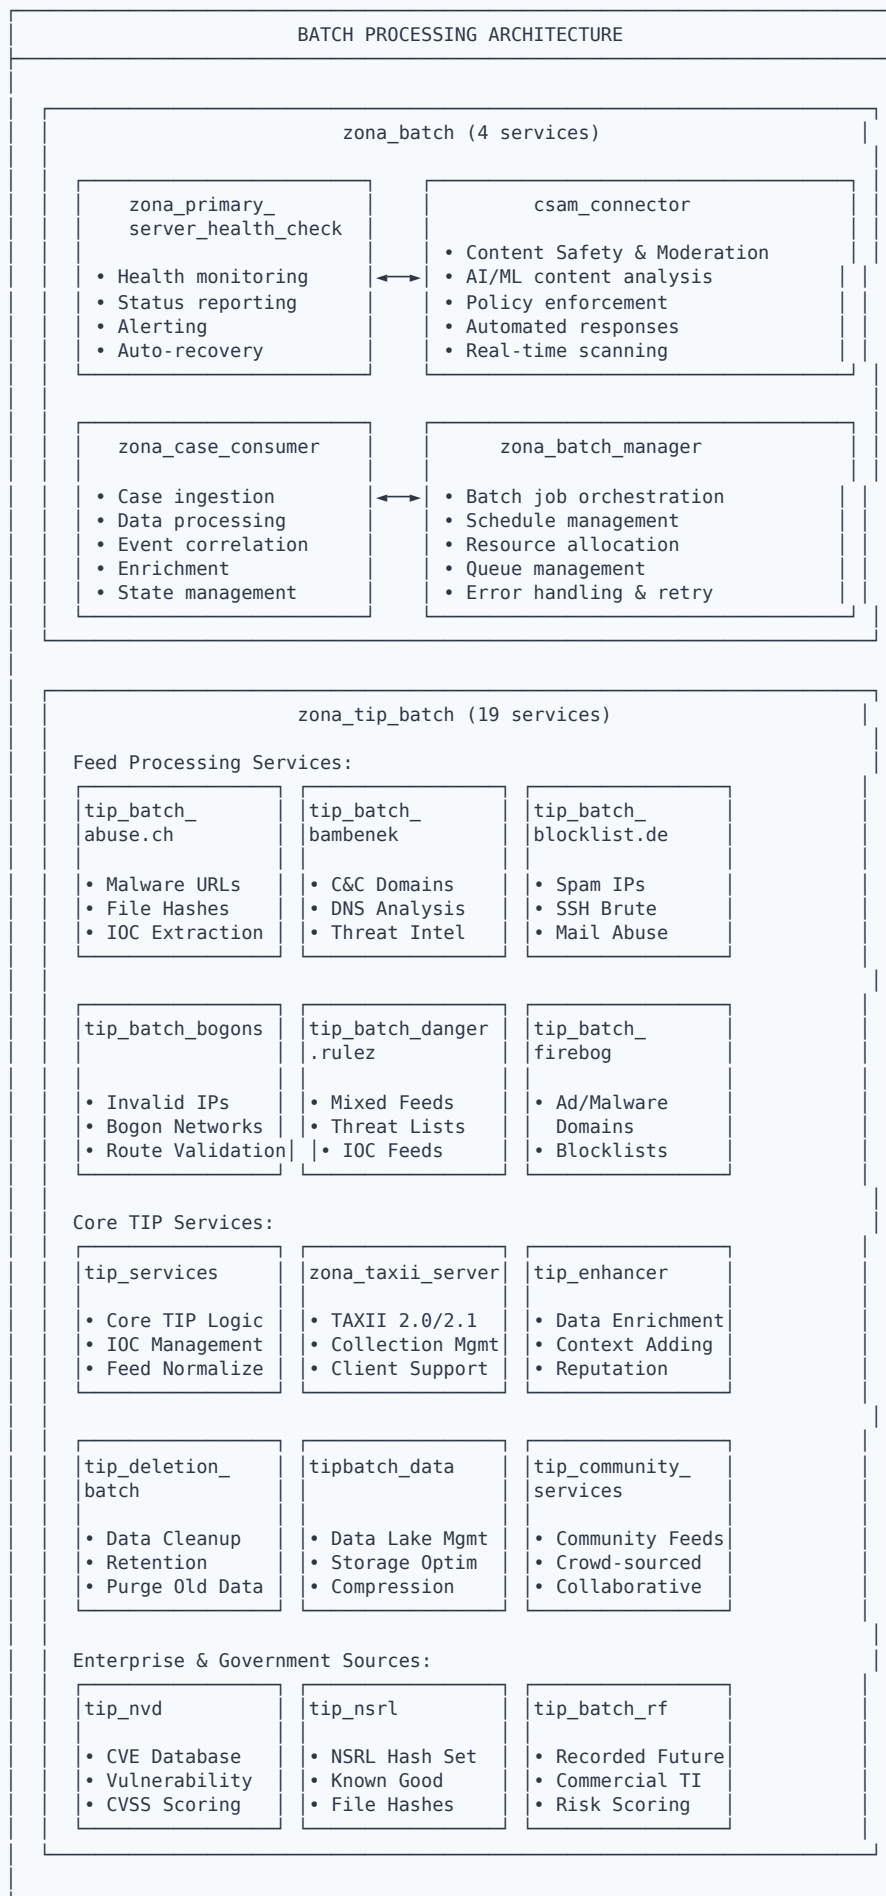 BATCH PROCESSING ARCHITECTURE
zona_batch (4 services)
zona_primary_
server_health_check
• Health monitoring
• Status reporting
• Alerting
• Auto-recovery
csam_connector
• Content Safety & Moderation
• AI/ML content analysis
• Policy enforcement
• Automated responses
• Real-time scanning
zona_case_consumer
• Case ingestion
• Data processing
• Event correlation
• Enrichment
• State management
zona_batch_manager
• Batch job orchestration
• Schedule management
• Resource allocation
• Queue management
• Error handling & retry
zona_tip_batch (19 services)
Feed Processing Services:
tip_batch_
abuse.ch
• Malware URLs
• File Hashes
• IOC Extraction
tip_batch_
bambenek
• C&C Domains
• DNS Analysis
• Threat Intel
tip_batch_
blocklist.de
• Spam IPs
• SSH Brute
• Mail Abuse
tip_batch_bogons
• Invalid IPs
• Bogon Networks
• Route Validation
tip_batch_danger
.rulez
• Mixed Feeds
• Threat Lists
• IOC Feeds
tip_batch_
firebog
• Ad/Malware
Domains
• Blocklists
Core TIP Services:
tip_services
• Core TIP Logic
• IOC Management
• Feed Normalize
zona_taxii_server
• TAXII 2.0/2.1
• Collection Mgmt
• Client Support
tip_enhancer
• Data Enrichment
• Context Adding
• Reputation
tip_deletion_
batch
• Data Cleanup
• Retention
• Purge Old Data
tipbatch_data
• Data Lake Mgmt
• Storage Optim
• Compression
tip_community_
services
• Community Feeds
• Crowd-sourced
• Collaborative
Enterprise & Government Sources:
tip_nvd
• CVE Database
• Vulnerability
• CVSS Scoring
tip_nsrl
• NSRL Hash Set
• Known Good
• File Hashes
tip_batch_rf
• Recorded Future
• Commercial TI
• Risk Scoring